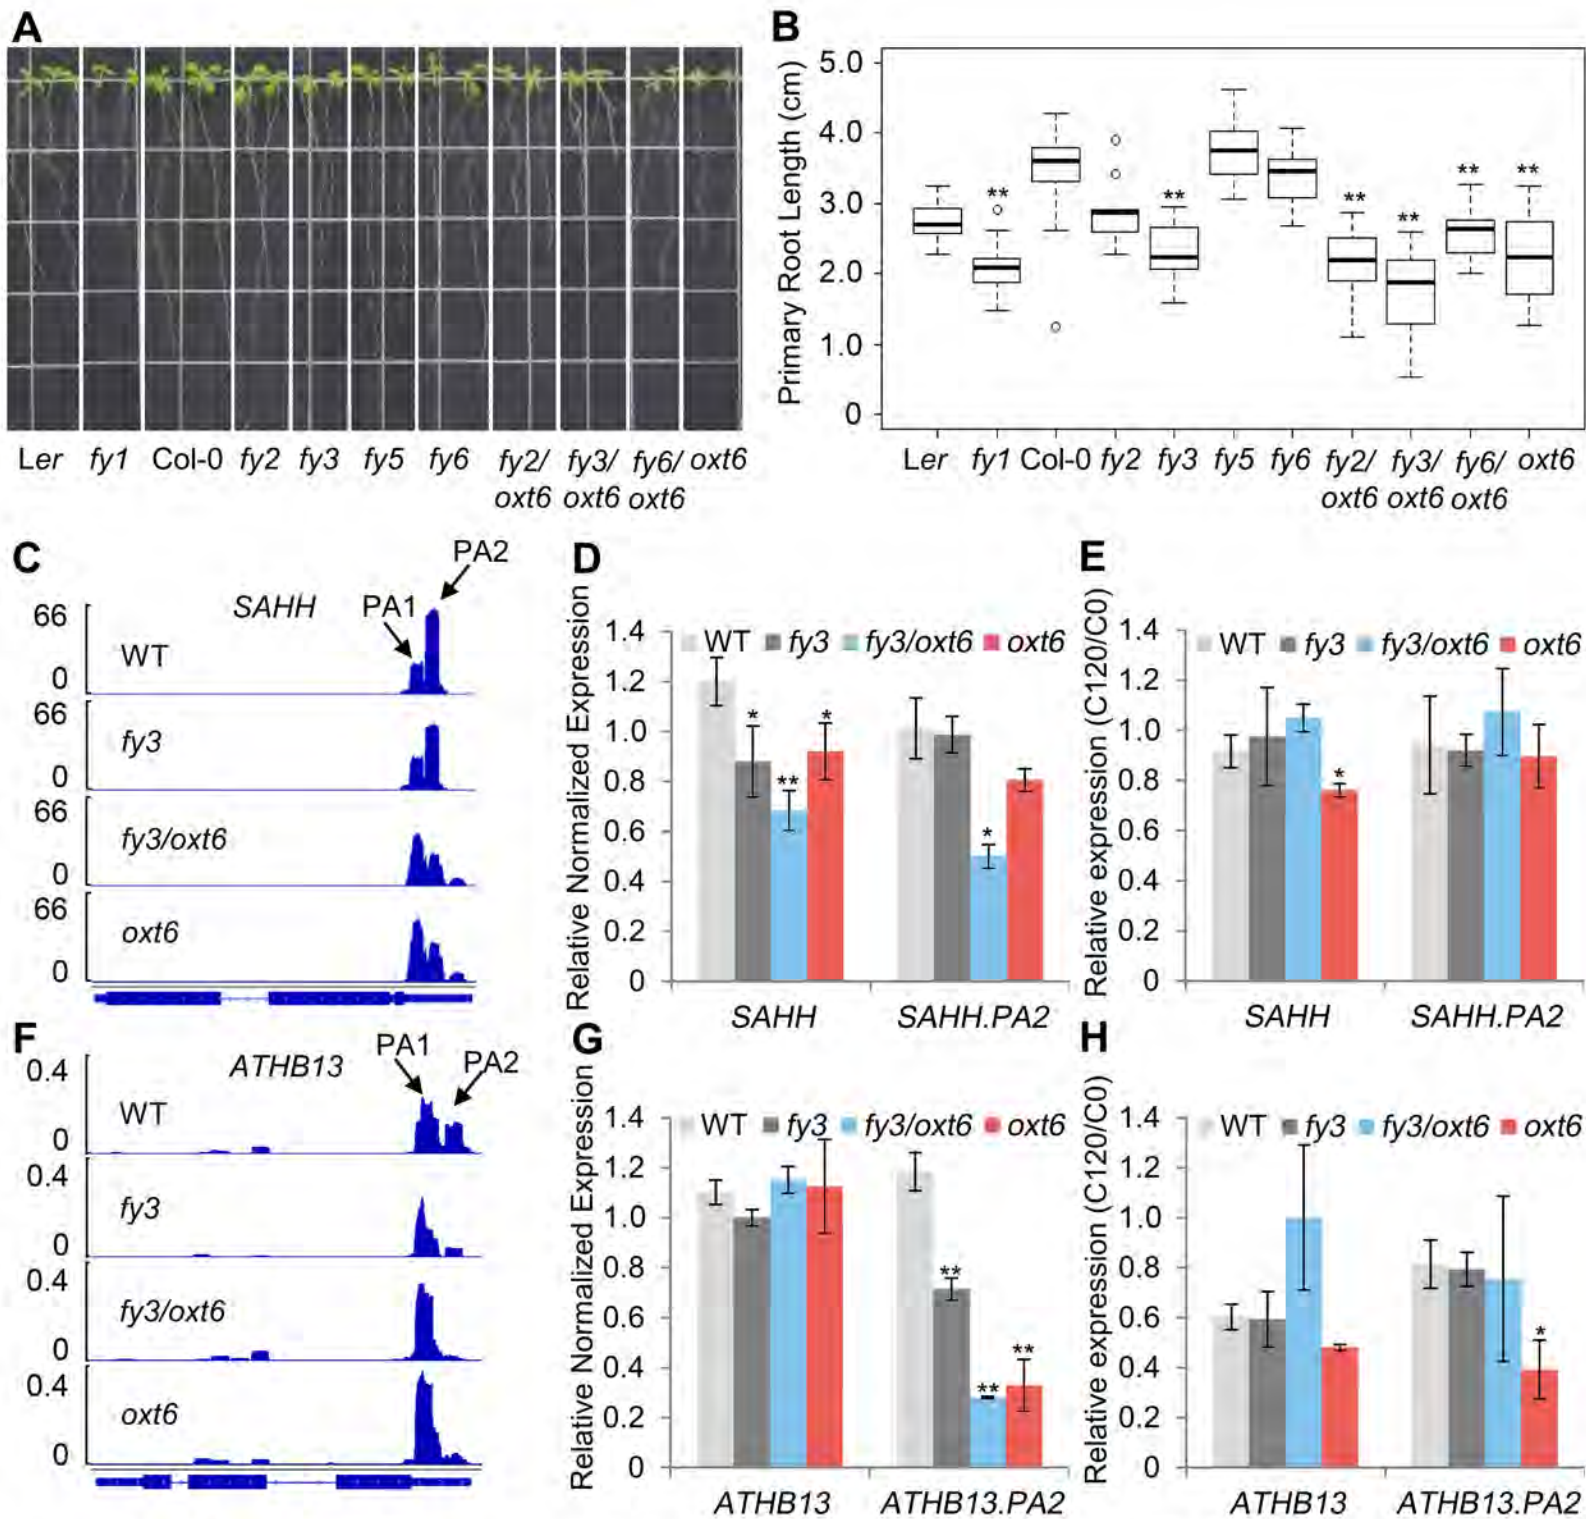 A
Ler fy1 Col-0 fy2 fy3 fy5 fy6 fy2/ fy3/ fy6/ oxt6
oxt6 oxt6 oxt6
B
Primary Root Length (cm)
5.0
4.0
3.0
2.0
1.0
0
** ** ** ** ** **
Ler fy1 Col-0 fy2 fy3 fy5 fy6 fy2/ fy3/ fy6/ oxt6
oxt6 oxt6 oxt6
C
PA2
SAHH PA1
66
WT
0
66
fy3
0
66
fy3/oxt6
0
66
oxt6
0
D
Relative Normalized Expression
1.4
1.2
1.0
0.8
0.6
0.4
0.2
0
WT fy3 fy3/oxt6 oxt6
* ** * *
SAHH SAHH.PA2
E
Relative expression (C120/C0)
1.4
1.2
1.0
0.8
0.6
0.4
0.2
0
WT fy3 fy3/oxt6 oxt6
*
SAHH SAHH.PA2
F
PA1
PA2
ATHB13
0.4
WT
0
0.4
fy3
0
0.4
fy3/oxt6
0
0.4
oxt6
0
G
Relative Normalized Expression
1.4
1.2
1.0
0.8
0.6
0.4
0.2
0
WT fy3 fy3/oxt6 oxt6
** ** **
ATHB13 ATHB13.PA2
H
Relative expression (C120/C0)
1.4
1.2
1.0
0.8
0.6
0.4
0.2
0
WT fy3 fy3/oxt6 oxt6
*
ATHB13 ATHB13.PA2